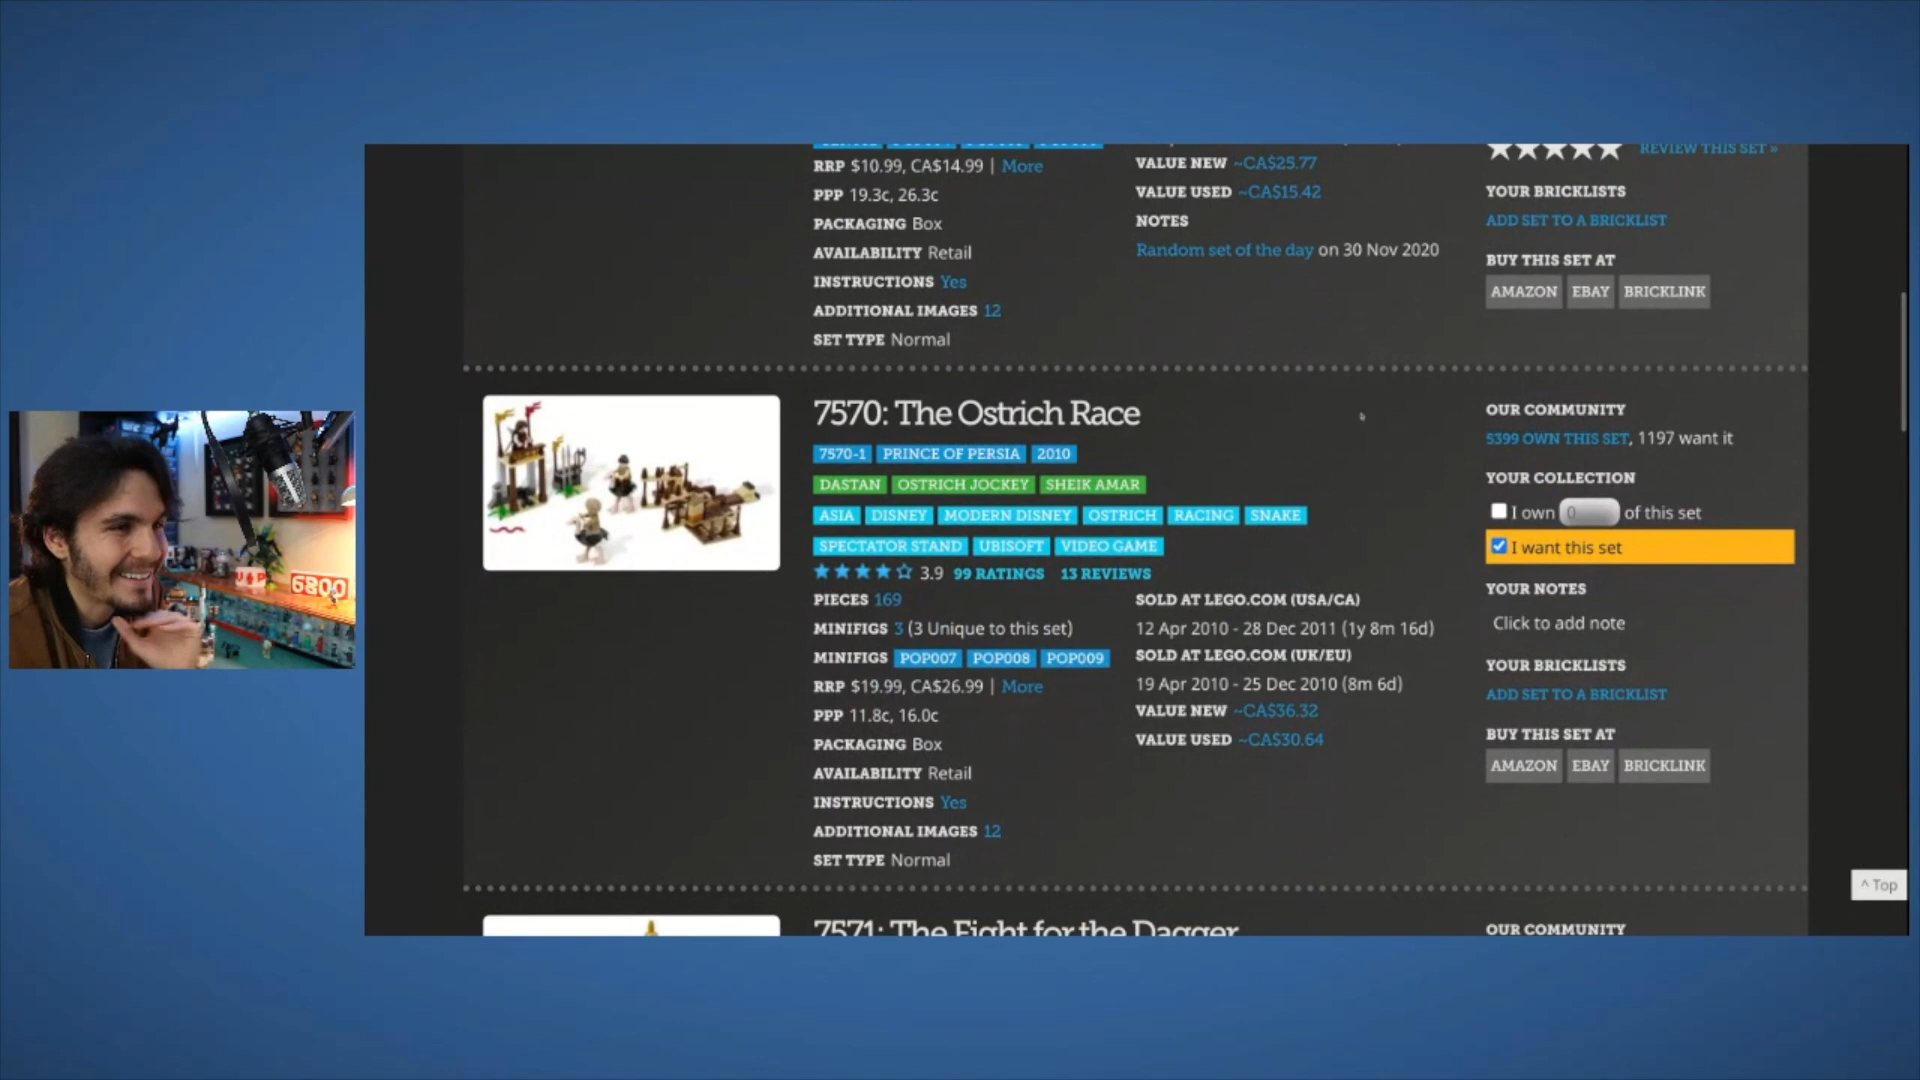 RRP $10.99, CA$14.99 | More
PPP 19.3c, 26.3c
PACKAGING Box
AVAILABILITY Retail
INSTRUCTIONS Yes
ADDITIONAL IMAGES 12
SET TYPE Normal
VALUE NEW ~CA$25.77
VALUE USED ~CA$15.42
NOTES
Random set of the day on 30 Nov 2020
REVIEW THIS SET »
YOUR BRICKLISTS
ADD SET TO A BRICKLIST
BUY THIS SET AT
AMAZON EBAY BRICKLINK
7570: The Ostrich Race
7570-1 PRINCE OF PERSIA 2010
DASTAN OSTRICH JOCKEY SHEIK AMAR
ASIA DISNEY MODERN DISNEY OSTRICH RACING SNAKE
SPECTATOR STAND UBISOFT VIDEO GAME
3.9 99 RATINGS 13 REVIEWS
PIECES 169
MINIFIGS 3 (3 Unique to this set)
MINIFIGS POP007 POP008 POP009
RRP $19.99, CA$26.99 | More
PPP 11.8c, 16.0c
PACKAGING Box
AVAILABILITY Retail
INSTRUCTIONS Yes
ADDITIONAL IMAGES 12
SET TYPE Normal
SOLD AT LEGO.COM (USA/CA)
12 Apr 2010 - 28 Dec 2011 (1y 8m 16d)
SOLD AT LEGO.COM (UK/EU)
19 Apr 2010 - 25 Dec 2010 (8m 6d)
VALUE NEW ~CA$36.32
VALUE USED ~CA$30.64
OUR COMMUNITY
5399 OWN THIS SET, 1197 want it
YOUR COLLECTION
I own 0 of this set
I want this set
YOUR NOTES
Click to add note
YOUR BRICKLISTS
ADD SET TO A BRICKLIST
BUY THIS SET AT
AMAZON EBAY BRICKLINK
^ Top
7571: The Fight for the Dagger
OUR COMMUNITY
6800